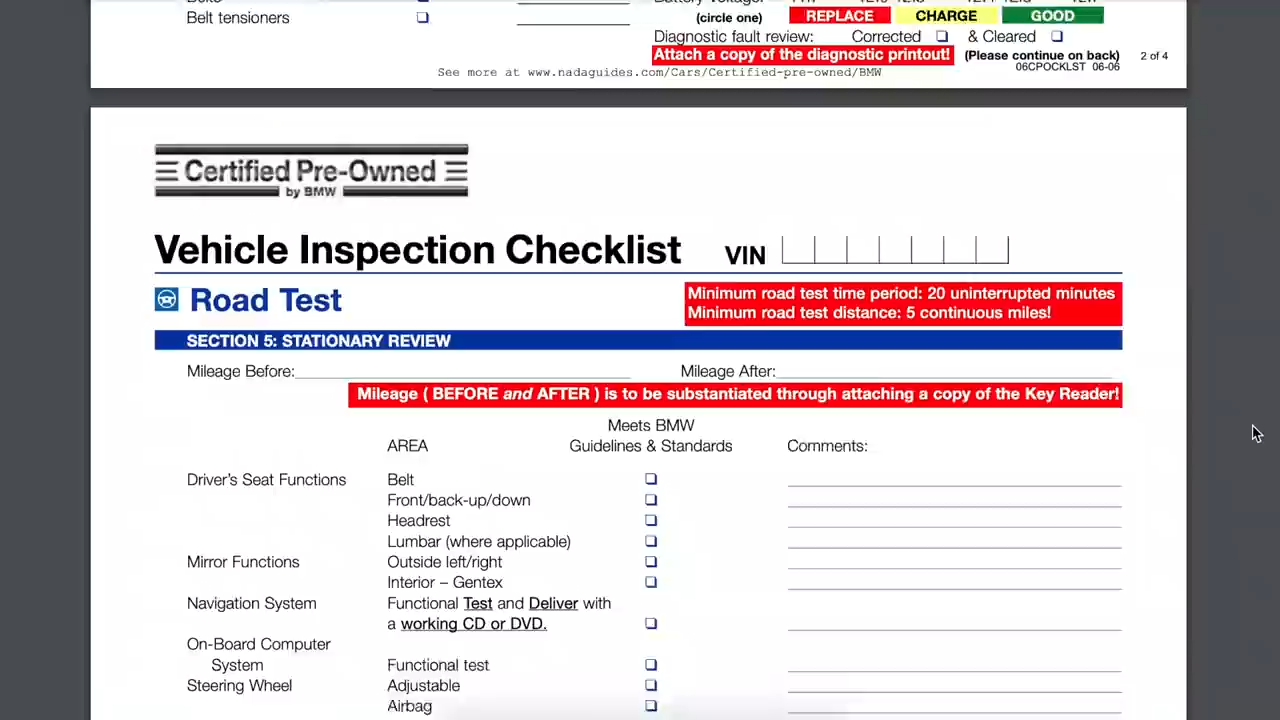 Belt tensioners ❏
(circle one) REPLACE CHARGE GOOD
Diagnostic fault review: Corrected ❏ & Cleared ❏
Attach a copy of the diagnostic printout! (Please continue on back) 2 of 4
06CPOCKLST 06-06
See more at www.nadaguides.com/Cars/Certified-pre-owned/BMW
Certified Pre-Owned
by BMW
Vehicle Inspection Checklist VIN
Road Test
Minimum road test time period: 20 uninterrupted minutes
Minimum road test distance: 5 continuous miles!
SECTION 5: STATIONARY REVIEW
Mileage Before: Mileage After:
Mileage ( BEFORE and AFTER ) is to be substantiated through attaching a copy of the Key Reader!
Meets BMW
AREA Guidelines & Standards Comments:
Driver's Seat Functions Belt ❏
Front/back-up/down ❏
Headrest ❏
Lumbar (where applicable) ❏
Mirror Functions Outside left/right ❏
Interior – Gentex ❏
Navigation System Functional Test and Deliver with
a working CD or DVD. ❏
On-Board Computer
System Functional test ❏
Steering Wheel Adjustable ❏
Airbag ❏